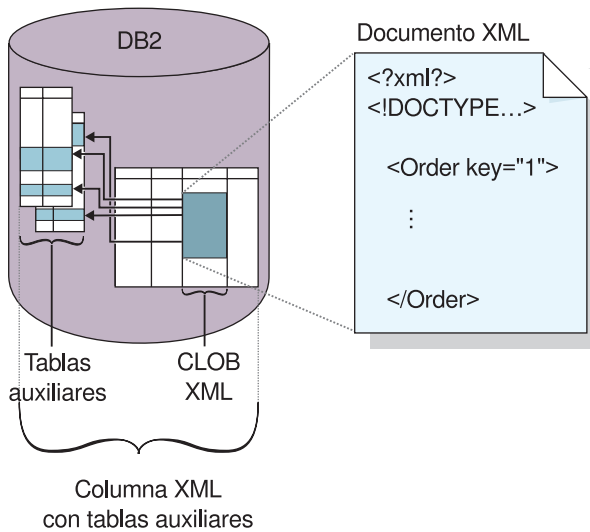 DB2
Documento XML
<?xml?>
<!DOCTYPE...>
<Order key="1">
⋮
</Order>
Tablas
auxiliares
CLOB
XML
Columna XML
con tablas auxiliares